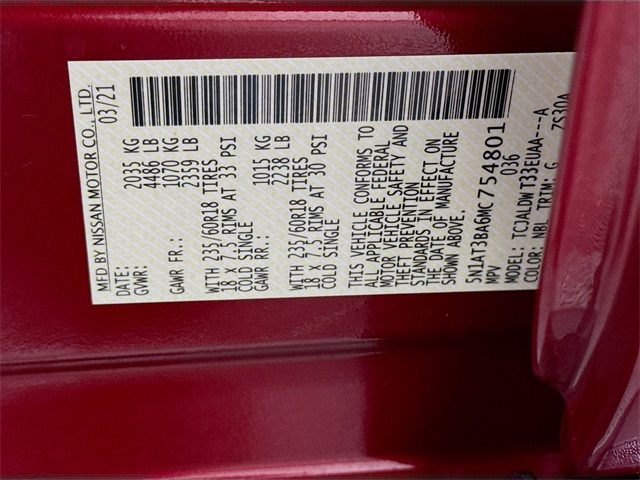 MFD BY NISSAN MOTOR CO., LTD.
DATE: 03/21
GVWR: 2035 KG
4486 LB
GAWR FR.: 1070 KG
2359 LB
WITH 235/60R18 TIRES
18 X 7.5 RIMS AT 33 PSI
COLD SINGLE
GAWR RR.: 1015 KG
2238 LB
WITH 235/60R18 TIRES
18 X 7.5 RIMS AT 30 PSI
COLD SINGLE
THIS VEHICLE CONFORMS TO
ALL APPLICABLE FEDERAL
MOTOR VEHICLE SAFETY AND
THEFT PREVENTION
STANDARDS IN EFFECT ON
THE DATE OF MANUFACTURE
SHOWN ABOVE.
5N1AT3BA6MC754801
MPV 036
MODEL: TCJALDWT33EUAA---A
COLOR: NBL TRIM: G ZS30A